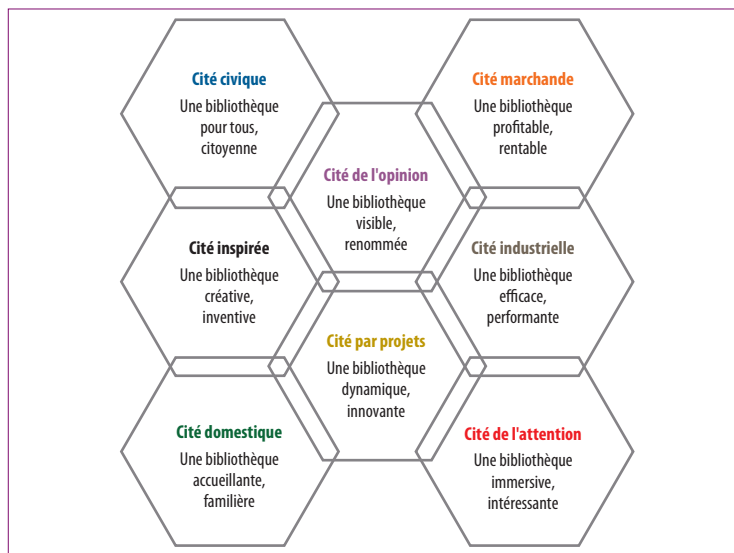 Cité civique
Une bibliothèque
pour tous,
citoyenne
Cité marchande
Une bibliothèque
profitable,
rentable
Cité de l'opinion
Une bibliothèque
visible,
renommée
Cité inspirée
Une bibliothèque
créative,
inventive
Cité industrielle
Une bibliothèque
efficace,
performante
Cité par projets
Une bibliothèque
dynamique,
innovante
Cité domestique
Une bibliothèque
accueillante,
familière
Cité de l'attention
Une bibliothèque
immersive,
intéressante